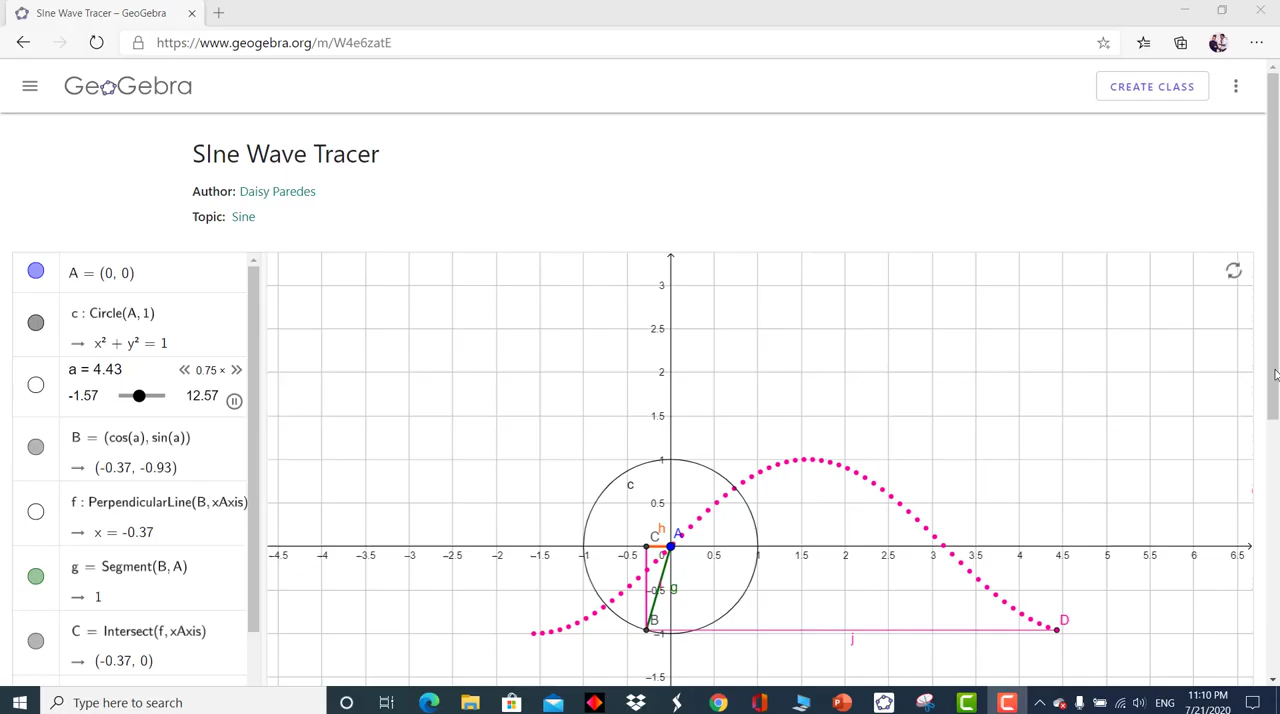 SIne Wave Tracer – GeoGebra
https://www.geogebra.org/m/W4e6zatE
GeoGebra
CREATE CLASS
SIne Wave Tracer
Author: Daisy Paredes
Topic: Sine
A = (0, 0)
c : Circle(A, 1)
→ x² + y² = 1
a = 4.43
0.75 ×
-1.57
12.57
B = (cos(a), sin(a))
→ (-0.37, -0.93)
f : PerpendicularLine(B, xAxis)
→ x = -0.37
g = Segment(B, A)
→ 1
C = Intersect(f, xAxis)
→ (-0.37, 0)
3
2.5
2
1.5
1
c
0.5
h
C
A
-4.5 -4 -3.5 -3 -2.5 -2 -1.5 -1 -0.5 0 0.5 1 1.5 2 2.5 3 3.5 4 4.5 5 5.5 6 6.5
-0.5
g
B
D
-1
j
-1.5
Type here to search
ENG
11:10 PM
7/21/2020